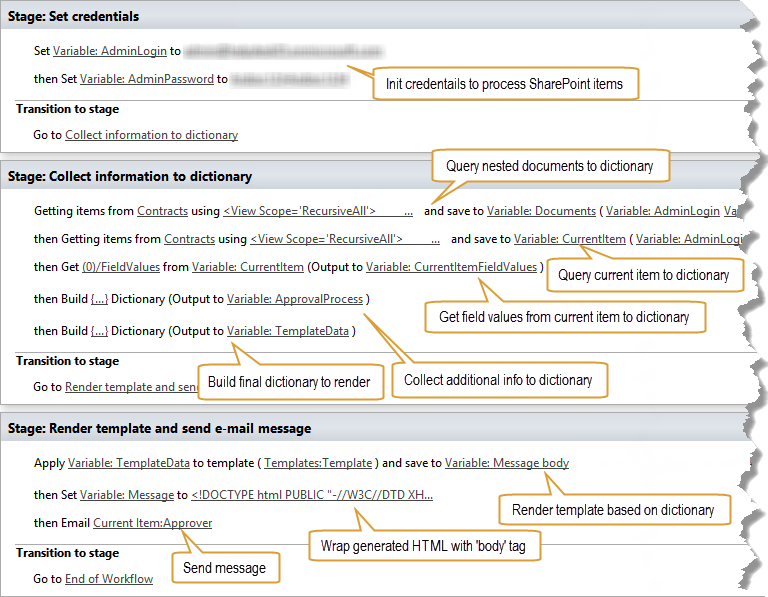 Stage: Set credentials
Set Variable: AdminLogin to
then Set Variable: AdminPassword to
Init credentails to process SharePoint items
Transition to stage
Go to Collect information to dictionary
Query nested documents to dictionary
Stage: Collect information to dictionary
Getting items from Contracts using <View Scope='RecursiveAll'> ... and save to Variable: Documents ( Variable: AdminLogin Va
then Getting items from Contracts using <View Scope='RecursiveAll'> ... and save to Variable: CurrentItem ( Variable: AdminLogi
then Get (0)/FieldValues from Variable: CurrentItem (Output to Variable: CurrentItemFieldValues )
Query current item to dictionary
then Build {...} Dictionary (Output to Variable: ApprovalProcess )
Get field values from current item to dictionary
then Build {...} Dictionary (Output to Variable: TemplateData )
Transition to stage
Go to Render template and sen
Build final dictionary to render
Collect additional info to dictionary
Stage: Render template and send e-mail message
Apply Variable: TemplateData to template ( Templates:Template ) and save to Variable: Message body
then Set Variable: Message to <!DOCTYPE html PUBLIC "-//W3C//DTD XH...
Render template based on dictionary
then Email Current Item:Approver
Wrap generated HTML with 'body' tag
Transition to stage
Send message
Go to End of Workflow